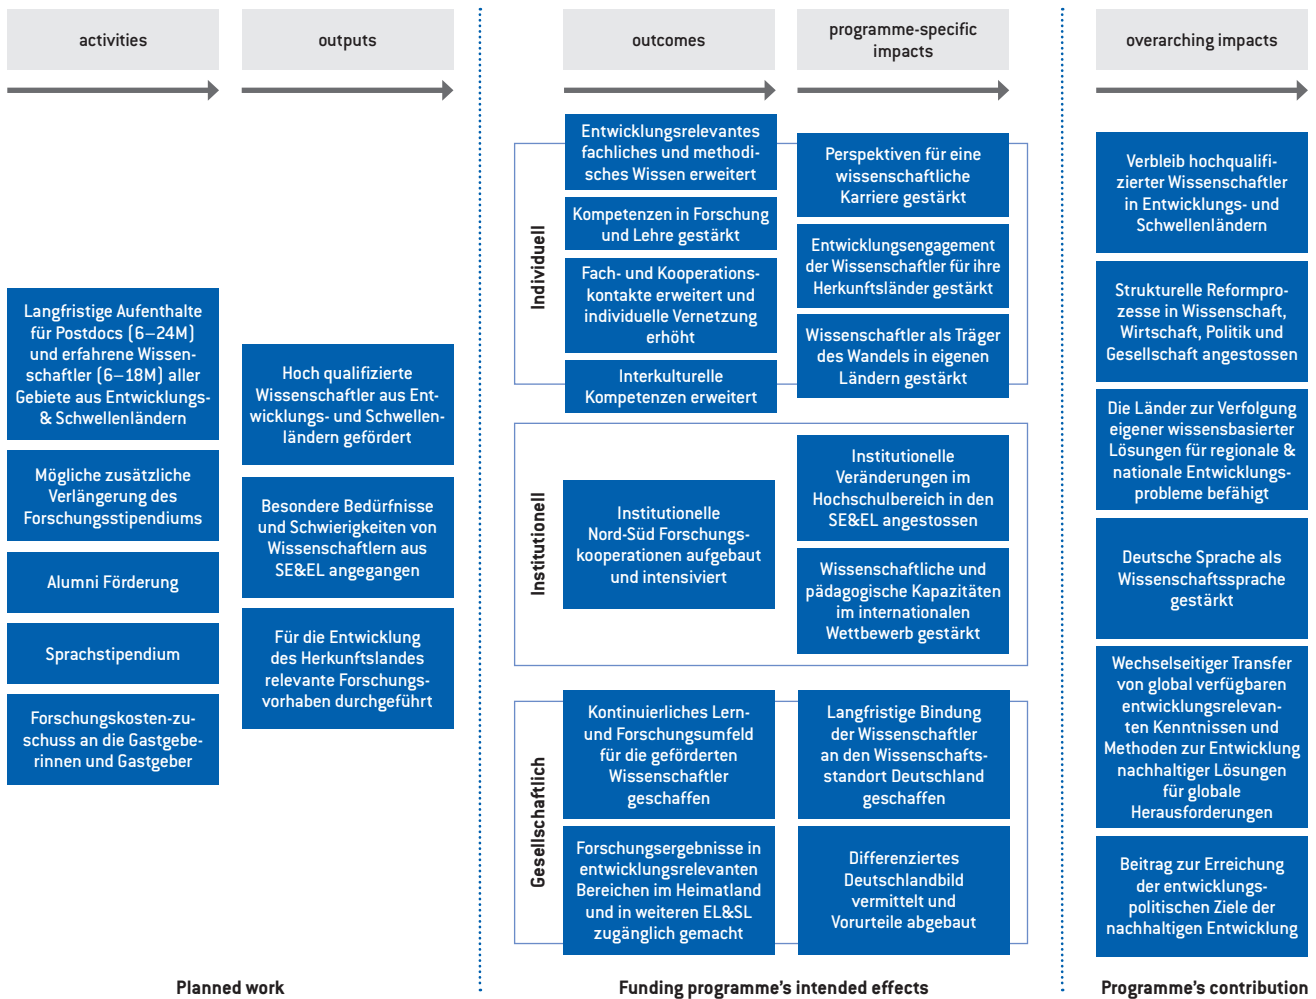 activities
outputs
outcomes
programme-specific
impacts
overarching impacts
Langfristige Aufenthalte
für Postdocs (6–24M)
und erfahrene Wissen-
schaftler (6–18M) aller
Gebiete aus Entwicklungs-
& Schwellenländern
Mögliche zusätzliche
Verlängerung des
Forschungsstipendiums
Alumni Förderung
Sprachstipendium
Forschungskosten-zu-
schuss an die Gastgebe-
rinnen und Gastgeber
Hoch qualifizierte
Wissenschaftler aus Ent-
wicklungs- und Schwellen-
ländern gefördert
Besondere Bedürfnisse
und Schwierigkeiten von
Wissenschaftlern aus
SE&EL angegangen
Für die Entwicklung
des Herkunftslandes
relevante Forschungs-
vorhaben durchgeführt
Individuell
Entwicklungsrelevantes
fachliches und methodi-
sches Wissen erweitert
Kompetenzen in Forschung
und Lehre gestärkt
Fach- und Kooperations-
kontakte erweitert und
individuelle Vernetzung
erhöht
Interkulturelle
Kompetenzen erweitert
Perspektiven für eine
wissenschaftliche
Karriere gestärkt
Entwicklungsengagement
der Wissenschaftler für ihre
Herkunftsländer gestärkt
Wissenschaftler als Träger
des Wandels in eigenen
Ländern gestärkt
Institutionell
Institutionelle
Nord-Süd Forschungs-
kooperationen aufgebaut
und intensiviert
Institutionelle
Veränderungen im
Hochschulbereich in den
SE&EL angestossen
Wissenschaftliche und
pädagogische Kapazitäten
im internationalen
Wettbewerb gestärkt
Gesellschaftlich
Kontinuierliches Lern-
und Forschungsumfeld
für die geförderten
Wissenschaftler
geschaffen
Forschungsergebnisse in
entwicklungsrelevanten
Bereichen im Heimatland
und in weiteren EL&SL
zugänglich gemacht
Langfristige Bindung
der Wissenschaftler
an den Wissenschafts-
standort Deutschland
geschaffen
Differenziertes
Deutschlandbild
vermittelt und
Vorurteile abgebaut
Verbleib hochqualifi-
zierter Wissenschaftler
in Entwicklungs- und
Schwellenländern
Strukturelle Reformpro-
zesse in Wissenschaft,
Wirtschaft, Politik und
Gesellschaft angestossen
Die Länder zur Verfolgung
eigener wissensbasierter
Lösungen für regionale &
nationale Entwicklungs-
probleme befähigt
Deutsche Sprache als
Wissenschaftssprache
gestärkt
Wechselseitiger Transfer
von global verfügbaren
entwicklungsrelevan-
ten Kenntnissen und
Methoden zur Entwicklung
nachhaltiger Lösungen
für globale
Herausforderungen
Beitrag zur Erreichung
der entwicklungs-
politischen Ziele der
nachhaltigen Entwicklung
Planned work
Funding programme's intended effects
Programme's contribution